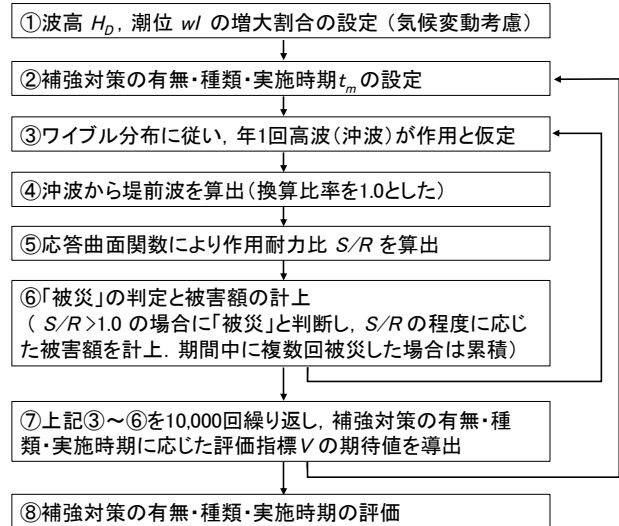 ①波高 H_D, 潮位 wl の増大割合の設定 (気候変動考慮)
②補強対策の有無・種類・実施時期t_mの設定
③ワイブル分布に従い, 年1回高波(沖波)が作用と仮定
④沖波から堤前波を算出(換算比率を1.0とした)
⑤応答曲面関数により作用耐力比 S/R を算出
⑥「被災」の判定と被害額の計上
( S/R >1.0 の場合に「被災」と判断し, S/R の程度に応じ
た被害額を計上. 期間中に複数回被災した場合は累積)
⑦上記③~⑥を10,000回繰り返し, 補強対策の有無・種
類・実施時期に応じた評価指標V の期待値を導出
⑧補強対策の有無・種類・実施時期の評価